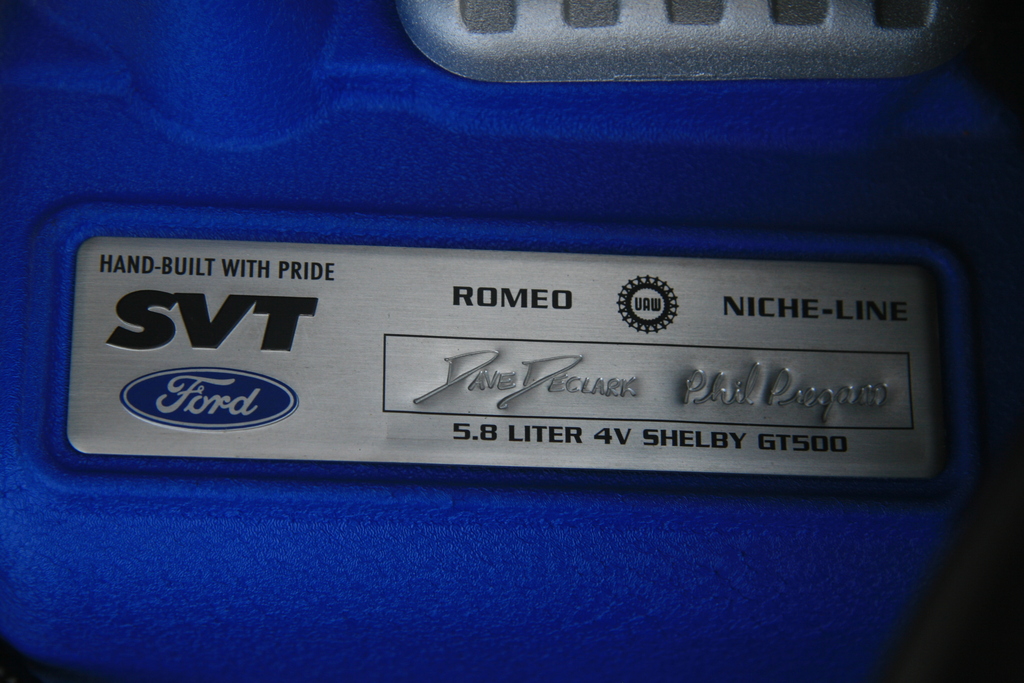 HAND-BUILT WITH PRIDE
SVT
Ford
ROMEO UAW NICHE-LINE
Dave DeClark Phil
5.8 LITER 4V SHELBY GT500